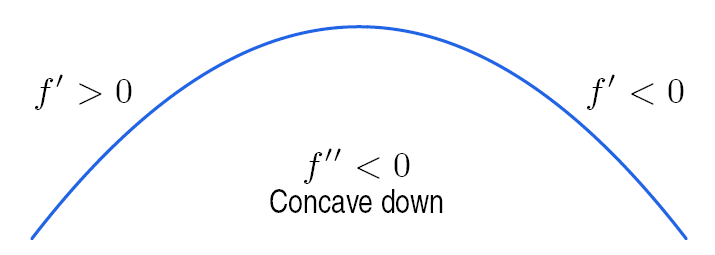 f′ > 0
f′ < 0
f′′ < 0
Concave down